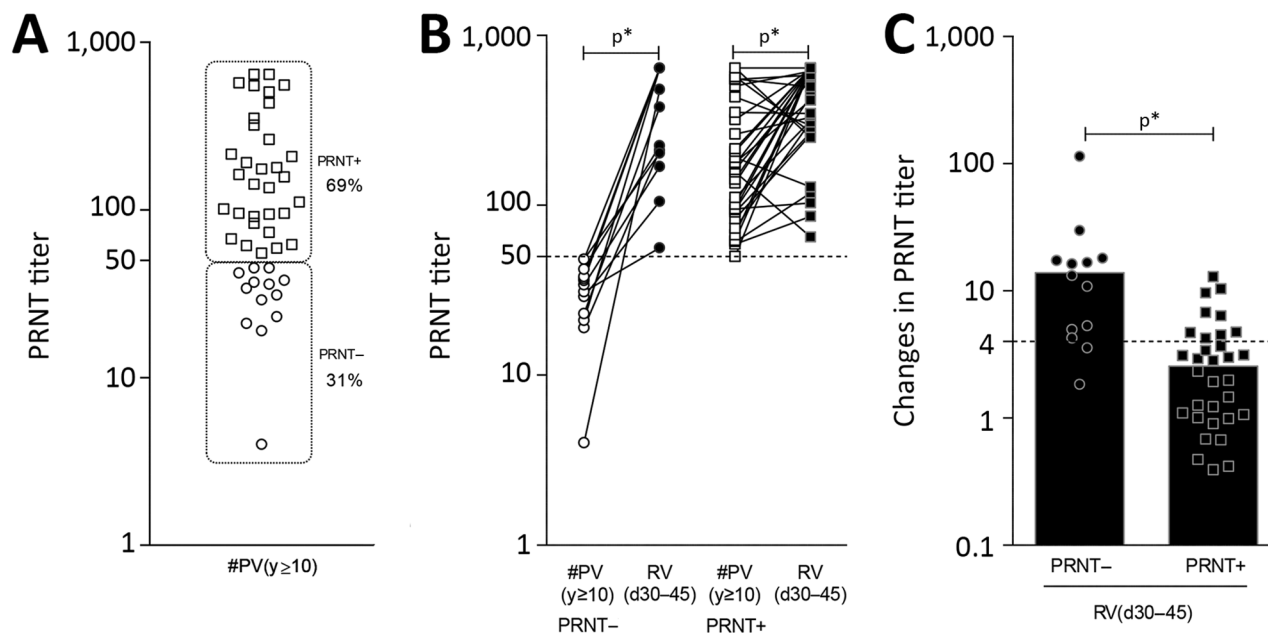 A
1,000
100
50
10
1
PRNT titer
PRNT+
69%
PRNT–
31%
#PV(y≥10)
B
1,000
100
50
10
1
PRNT titer
p*
p*
#PV
(y≥10)
RV
(d30–45)
#PV
(y≥10)
RV
(d30–45)
PRNT–
PRNT+
C
1,000
100
10
4
1
0.1
Changes in PRNT titer
p*
PRNT–
PRNT+
RV(d30–45)